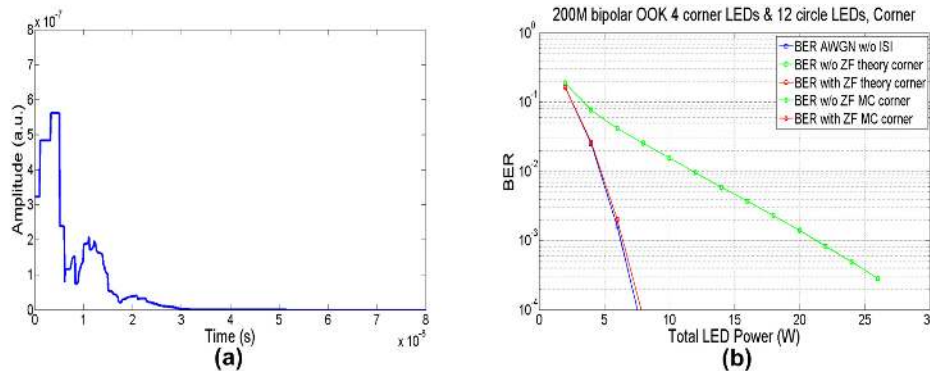 8 x 10^-7
7
6
5
4
3
2
1
0
Amplitude (a.u.)
0 1 2 3 4 5 6 7 8
x 10^-8
Time (s)
(a)
200M bipolar OOK 4 corner LEDs & 12 circle LEDs, Corner
BER AWGN w/o ISI
BER w/o ZF theory corner
BER with ZF theory corner
BER w/o ZF MC corner
BER with ZF MC corner
10^0
10^-1
10^-2
10^-3
10^-4
BER
0 5 10 15 20 25 30
Total LED Power (W)
(b)